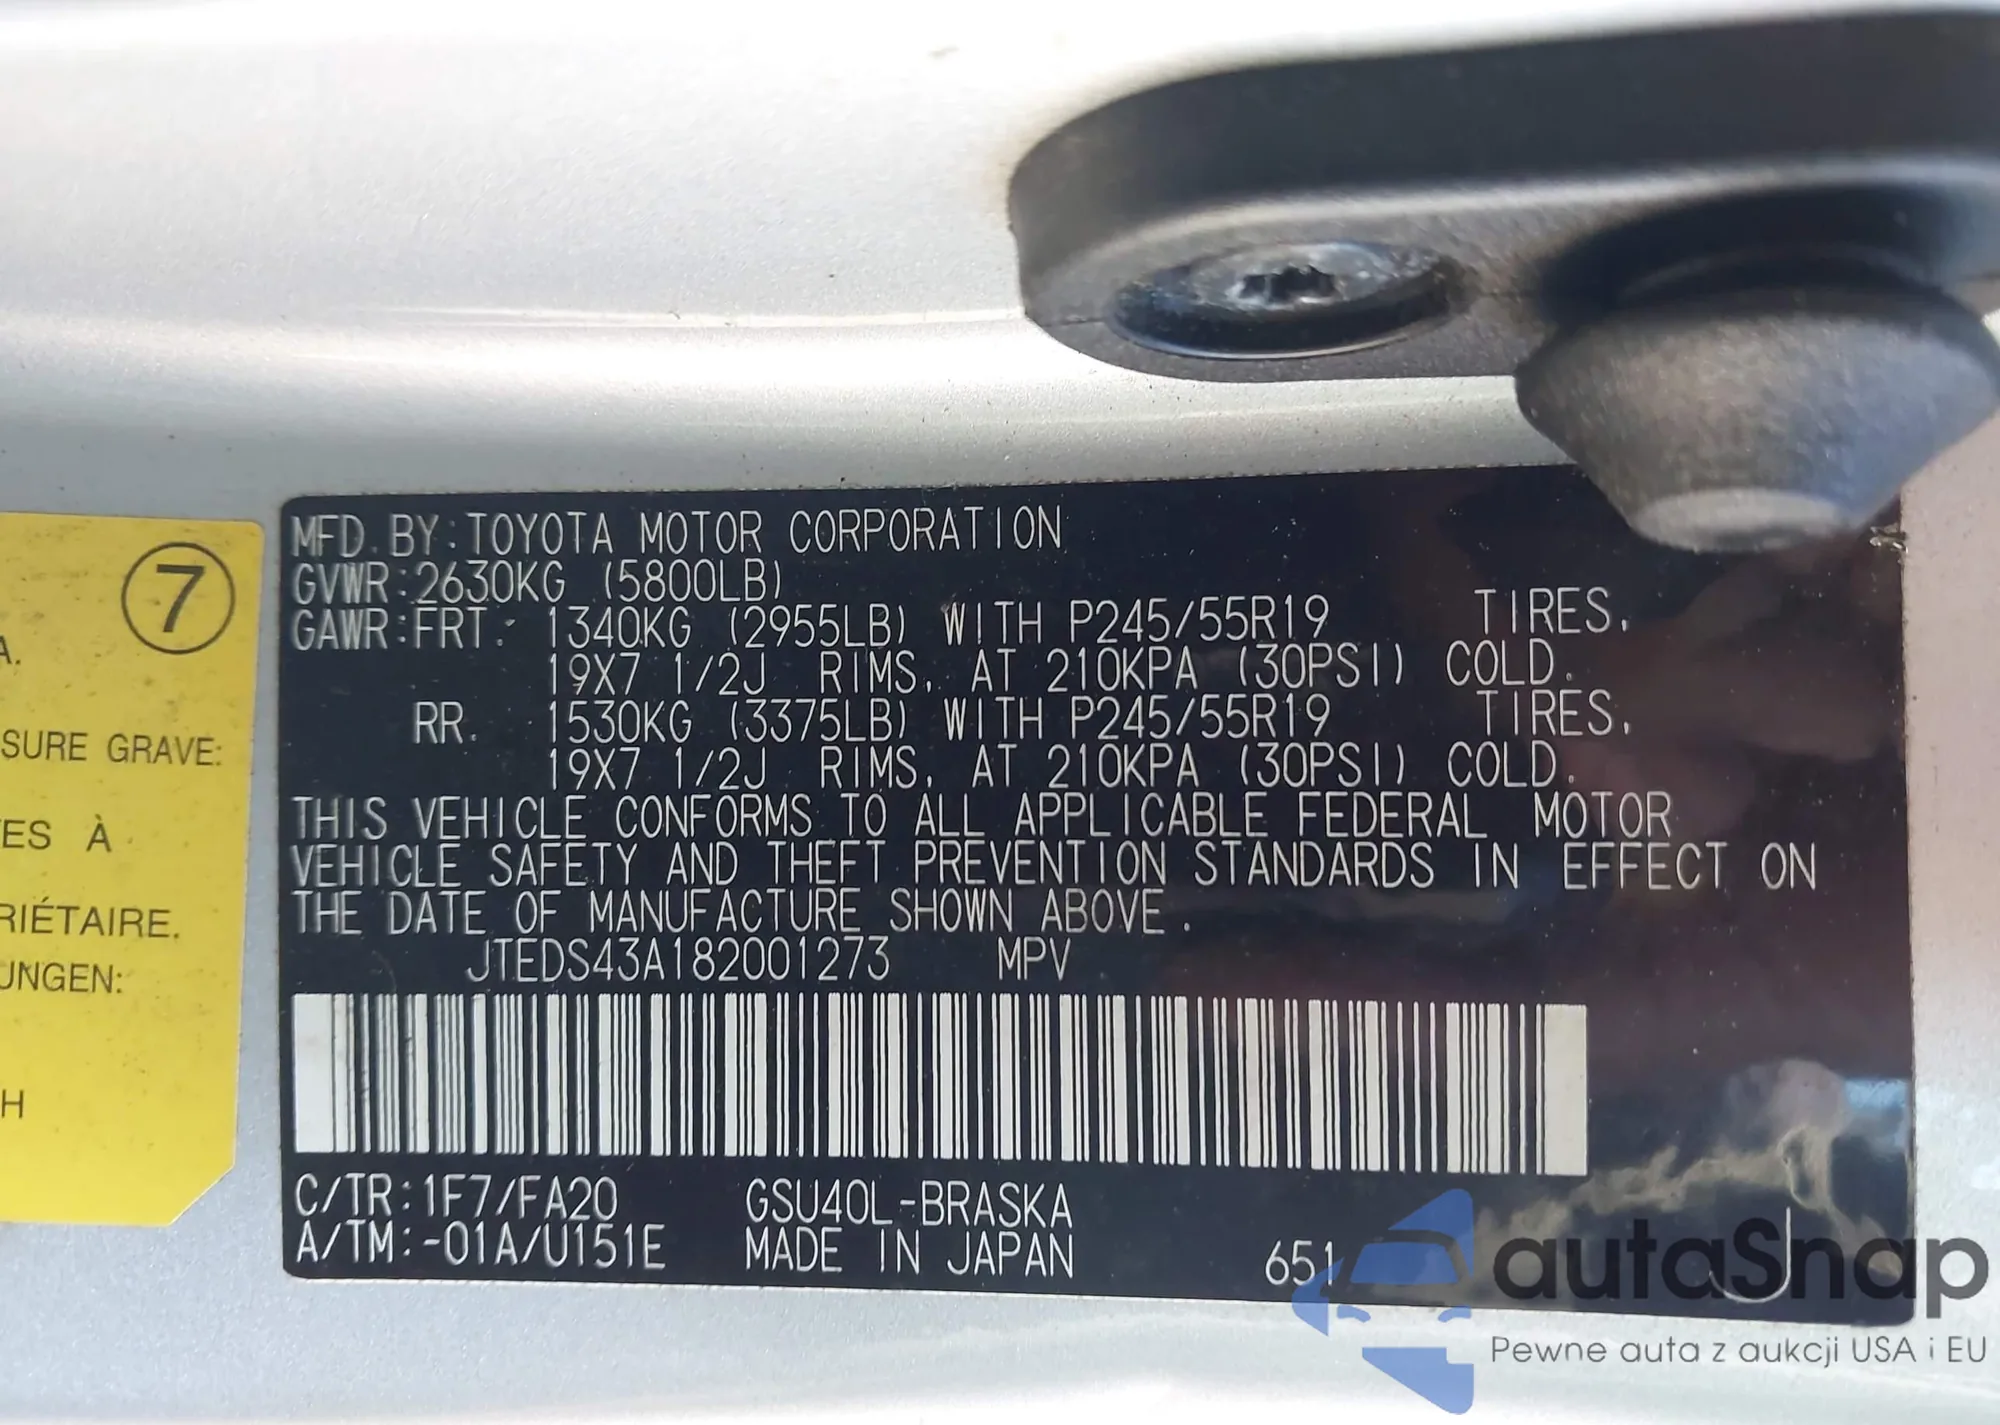 7
A.
SURE GRAVE:
ES À
RIÉTAIRE.
UNGEN:
H
MFD. BY:TOYOTA MOTOR CORPORATION
GVWR:2630KG (5800LB)
GAWR:FRT. 1340KG (2955LB) WITH P245/55R19 TIRES,
19X7 1/2J RIMS, AT 210KPA (30PSI) COLD.
RR. 1530KG (3375LB) WITH P245/55R19 TIRES,
19X7 1/2J RIMS, AT 210KPA (30PSI) COLD.
THIS VEHICLE CONFORMS TO ALL APPLICABLE FEDERAL MOTOR
VEHICLE SAFETY AND THEFT PREVENTION STANDARDS IN EFFECT ON
THE DATE OF MANUFACTURE SHOWN ABOVE.
JTEDS43A182001273 MPV
C/TR:1F7/FA20 GSU40L-BRASKA
A/TM:-01A/U151E MADE IN JAPAN 651 J
autoSnap
Pewne auta z aukcji USA i EU